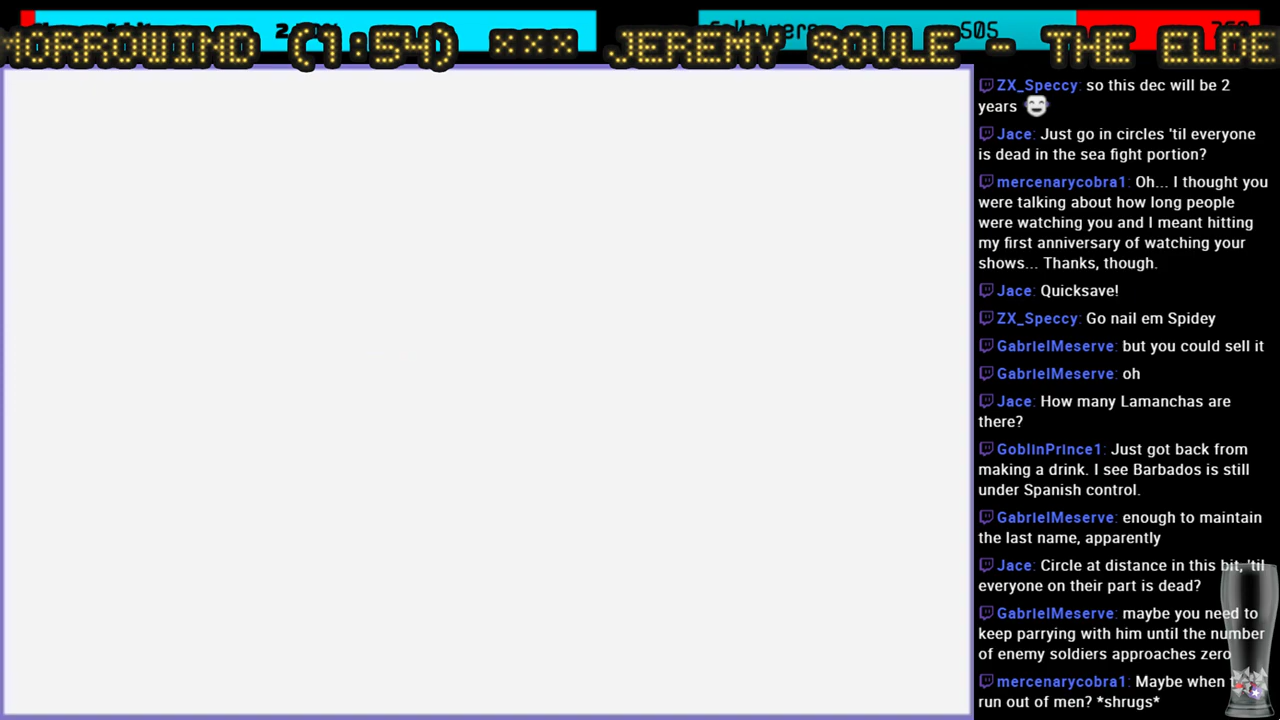 followers 505
MORROWIND (1:54) *** JEREMY SOULE - THE ELDE
ZX_Speccy: so this dec will be 2
years
Jace: Just go in circles 'til everyone
is dead in the sea fight portion?
mercenarycobra1: Oh... I thought you
were talking about how long people
were watching you and I meant hitting
my first anniversary of watching your
shows... Thanks, though.
Jace: Quicksave!
ZX_Speccy: Go nail em Spidey
GabrielMeserve: but you could sell it
GabrielMeserve: oh
Jace: How many Lamanchas are
there?
GoblinPrince1: Just got back from
making a drink. I see Barbados is still
under Spanish control.
GabrielMeserve: enough to maintain
the last name, apparently
Jace: Circle at distance in this bit, 'til
everyone on their part is dead?
GabrielMeserve: maybe you need to
keep parrying with him until the number
of enemy soldiers approaches zero
mercenarycobra1: Maybe when
run out of men? *shrugs*